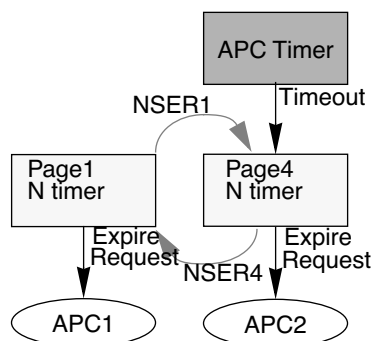 APC Timer
Timeout
NSER1
Page1
N timer
Page4
N timer
Expire
Request
NSER4
Expire
Request
APC1
APC2